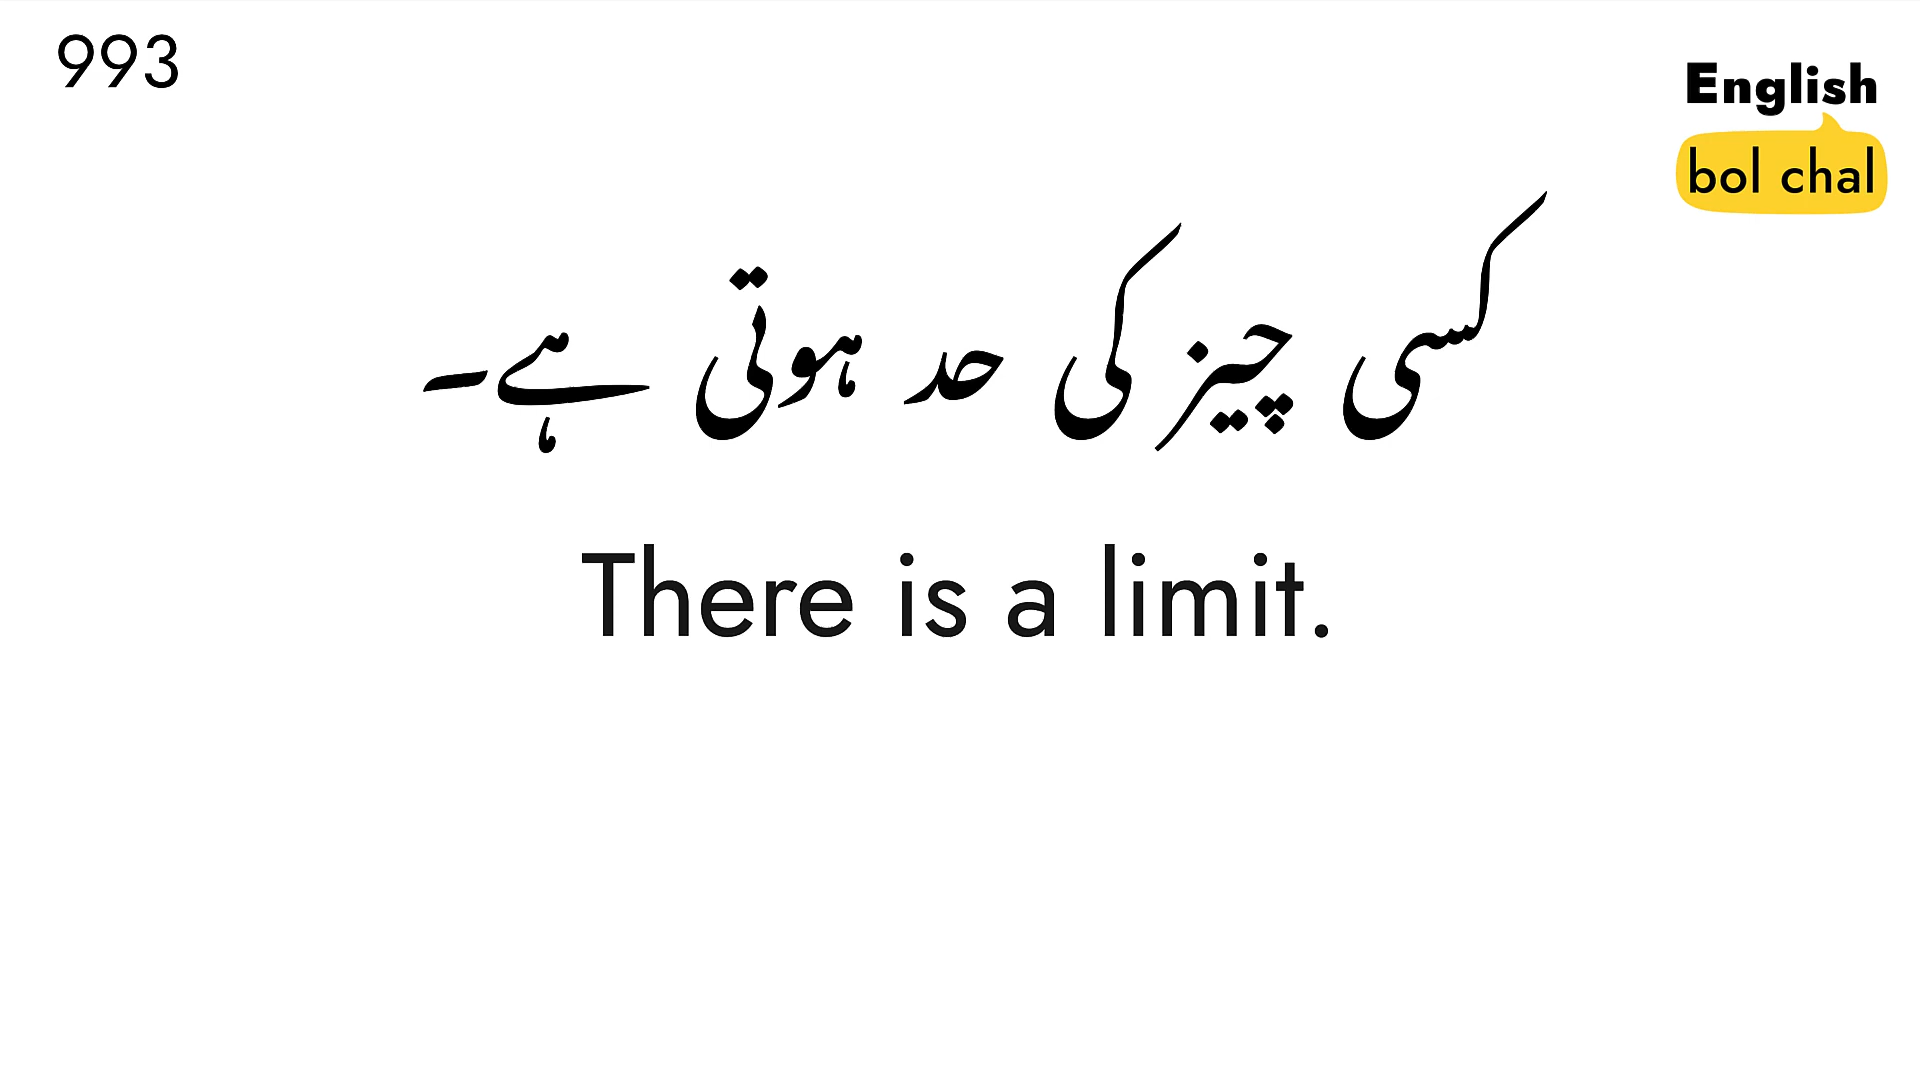 993
English
bol chal
کسی چیز کی حد ہوتی ہے۔
There is a limit.